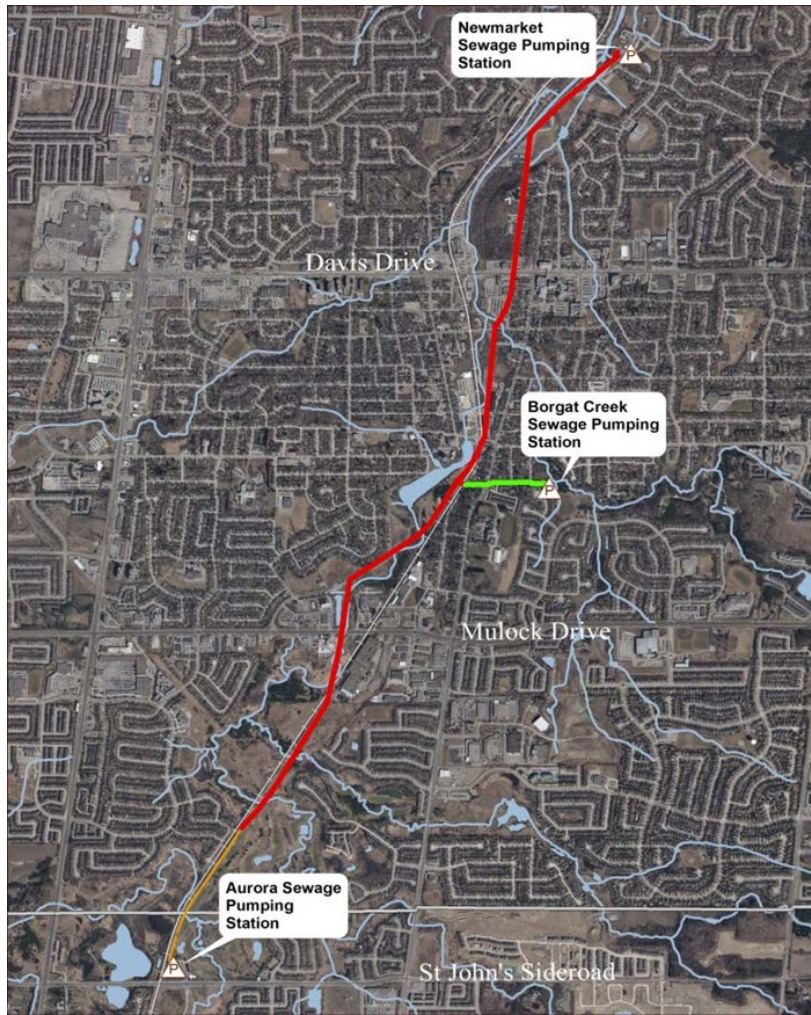 Newmarket
Sewage Pumping
Station
P
Davis Drive
Borgat Creek
Sewage Pumping
Station
P
Mulock Drive
Aurora Sewage
Pumping
Station
P
St John's Sideroad